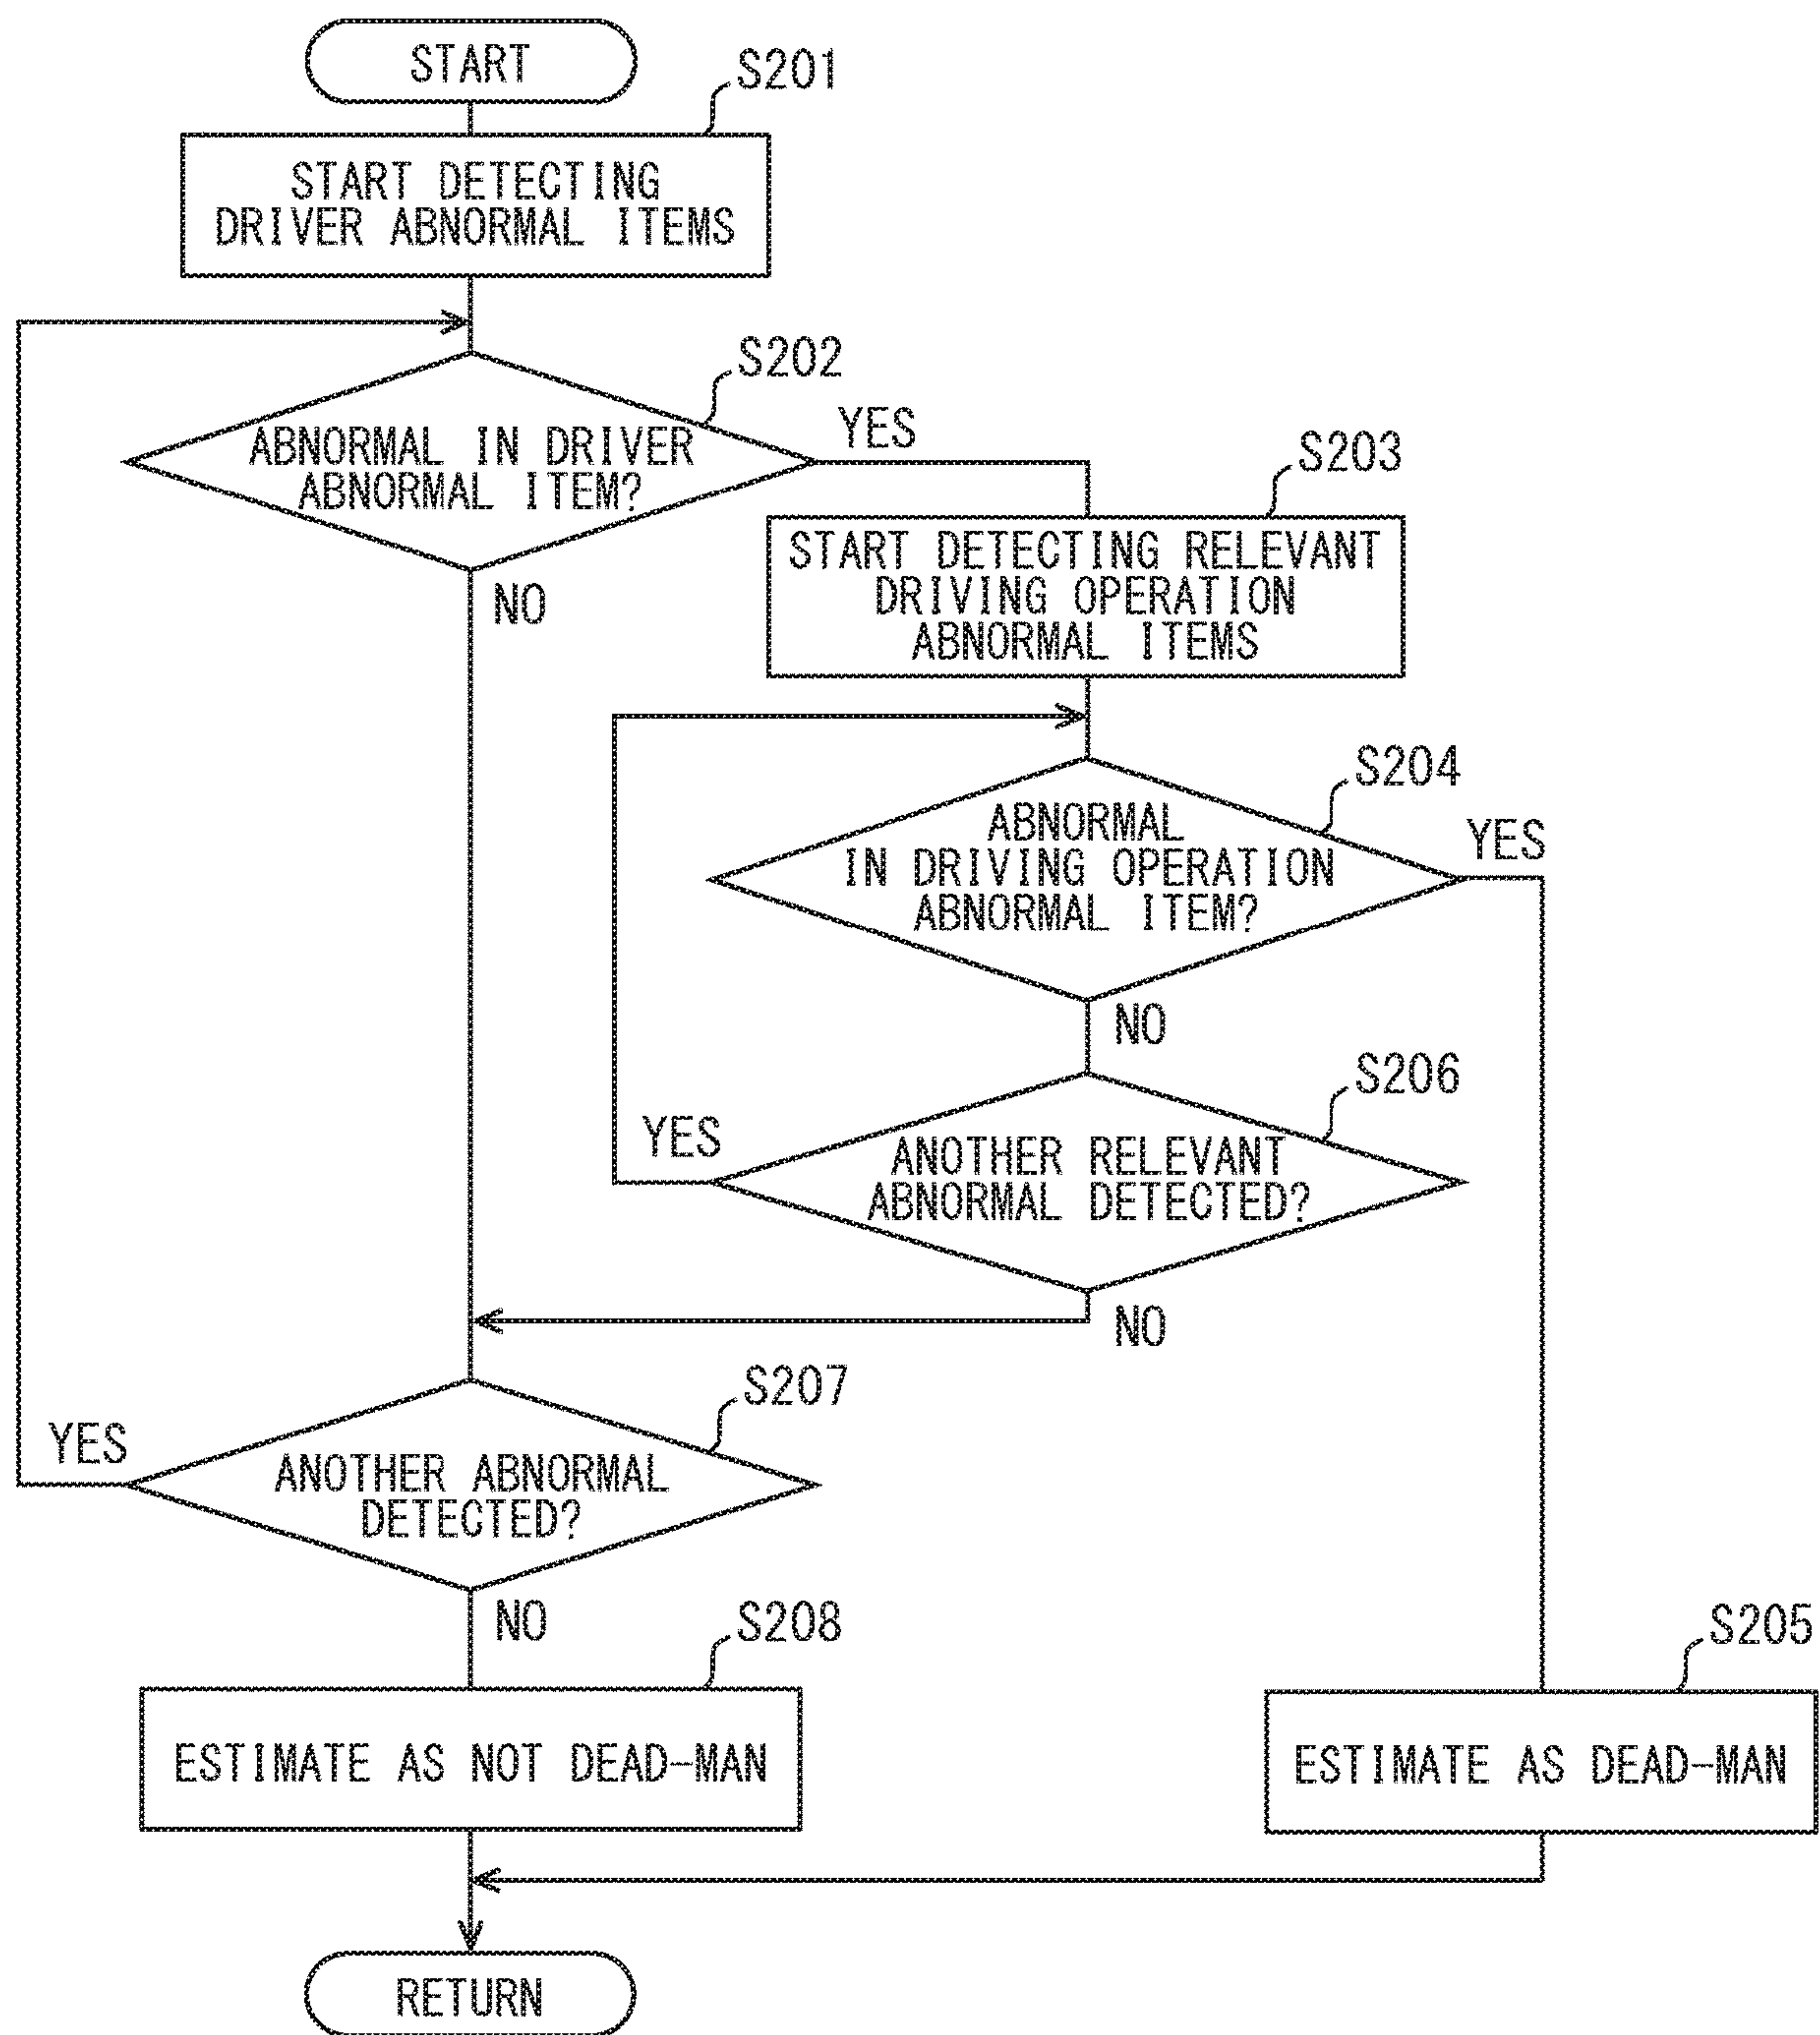 START
S201
START DETECTING
DRIVER ABNORMAL ITEMS
S202
ABNORMAL IN DRIVER
ABNORMAL ITEM?
YES
NO
S203
START DETECTING RELEVANT
DRIVING OPERATION
ABNORMAL ITEMS
S204
ABNORMAL
IN DRIVING OPERATION
ABNORMAL ITEM?
YES
NO
S206
ANOTHER RELEVANT
ABNORMAL DETECTED?
YES
NO
S207
ANOTHER ABNORMAL
DETECTED?
YES
NO
S208
ESTIMATE AS NOT DEAD-MAN
S205
ESTIMATE AS DEAD-MAN
RETURN